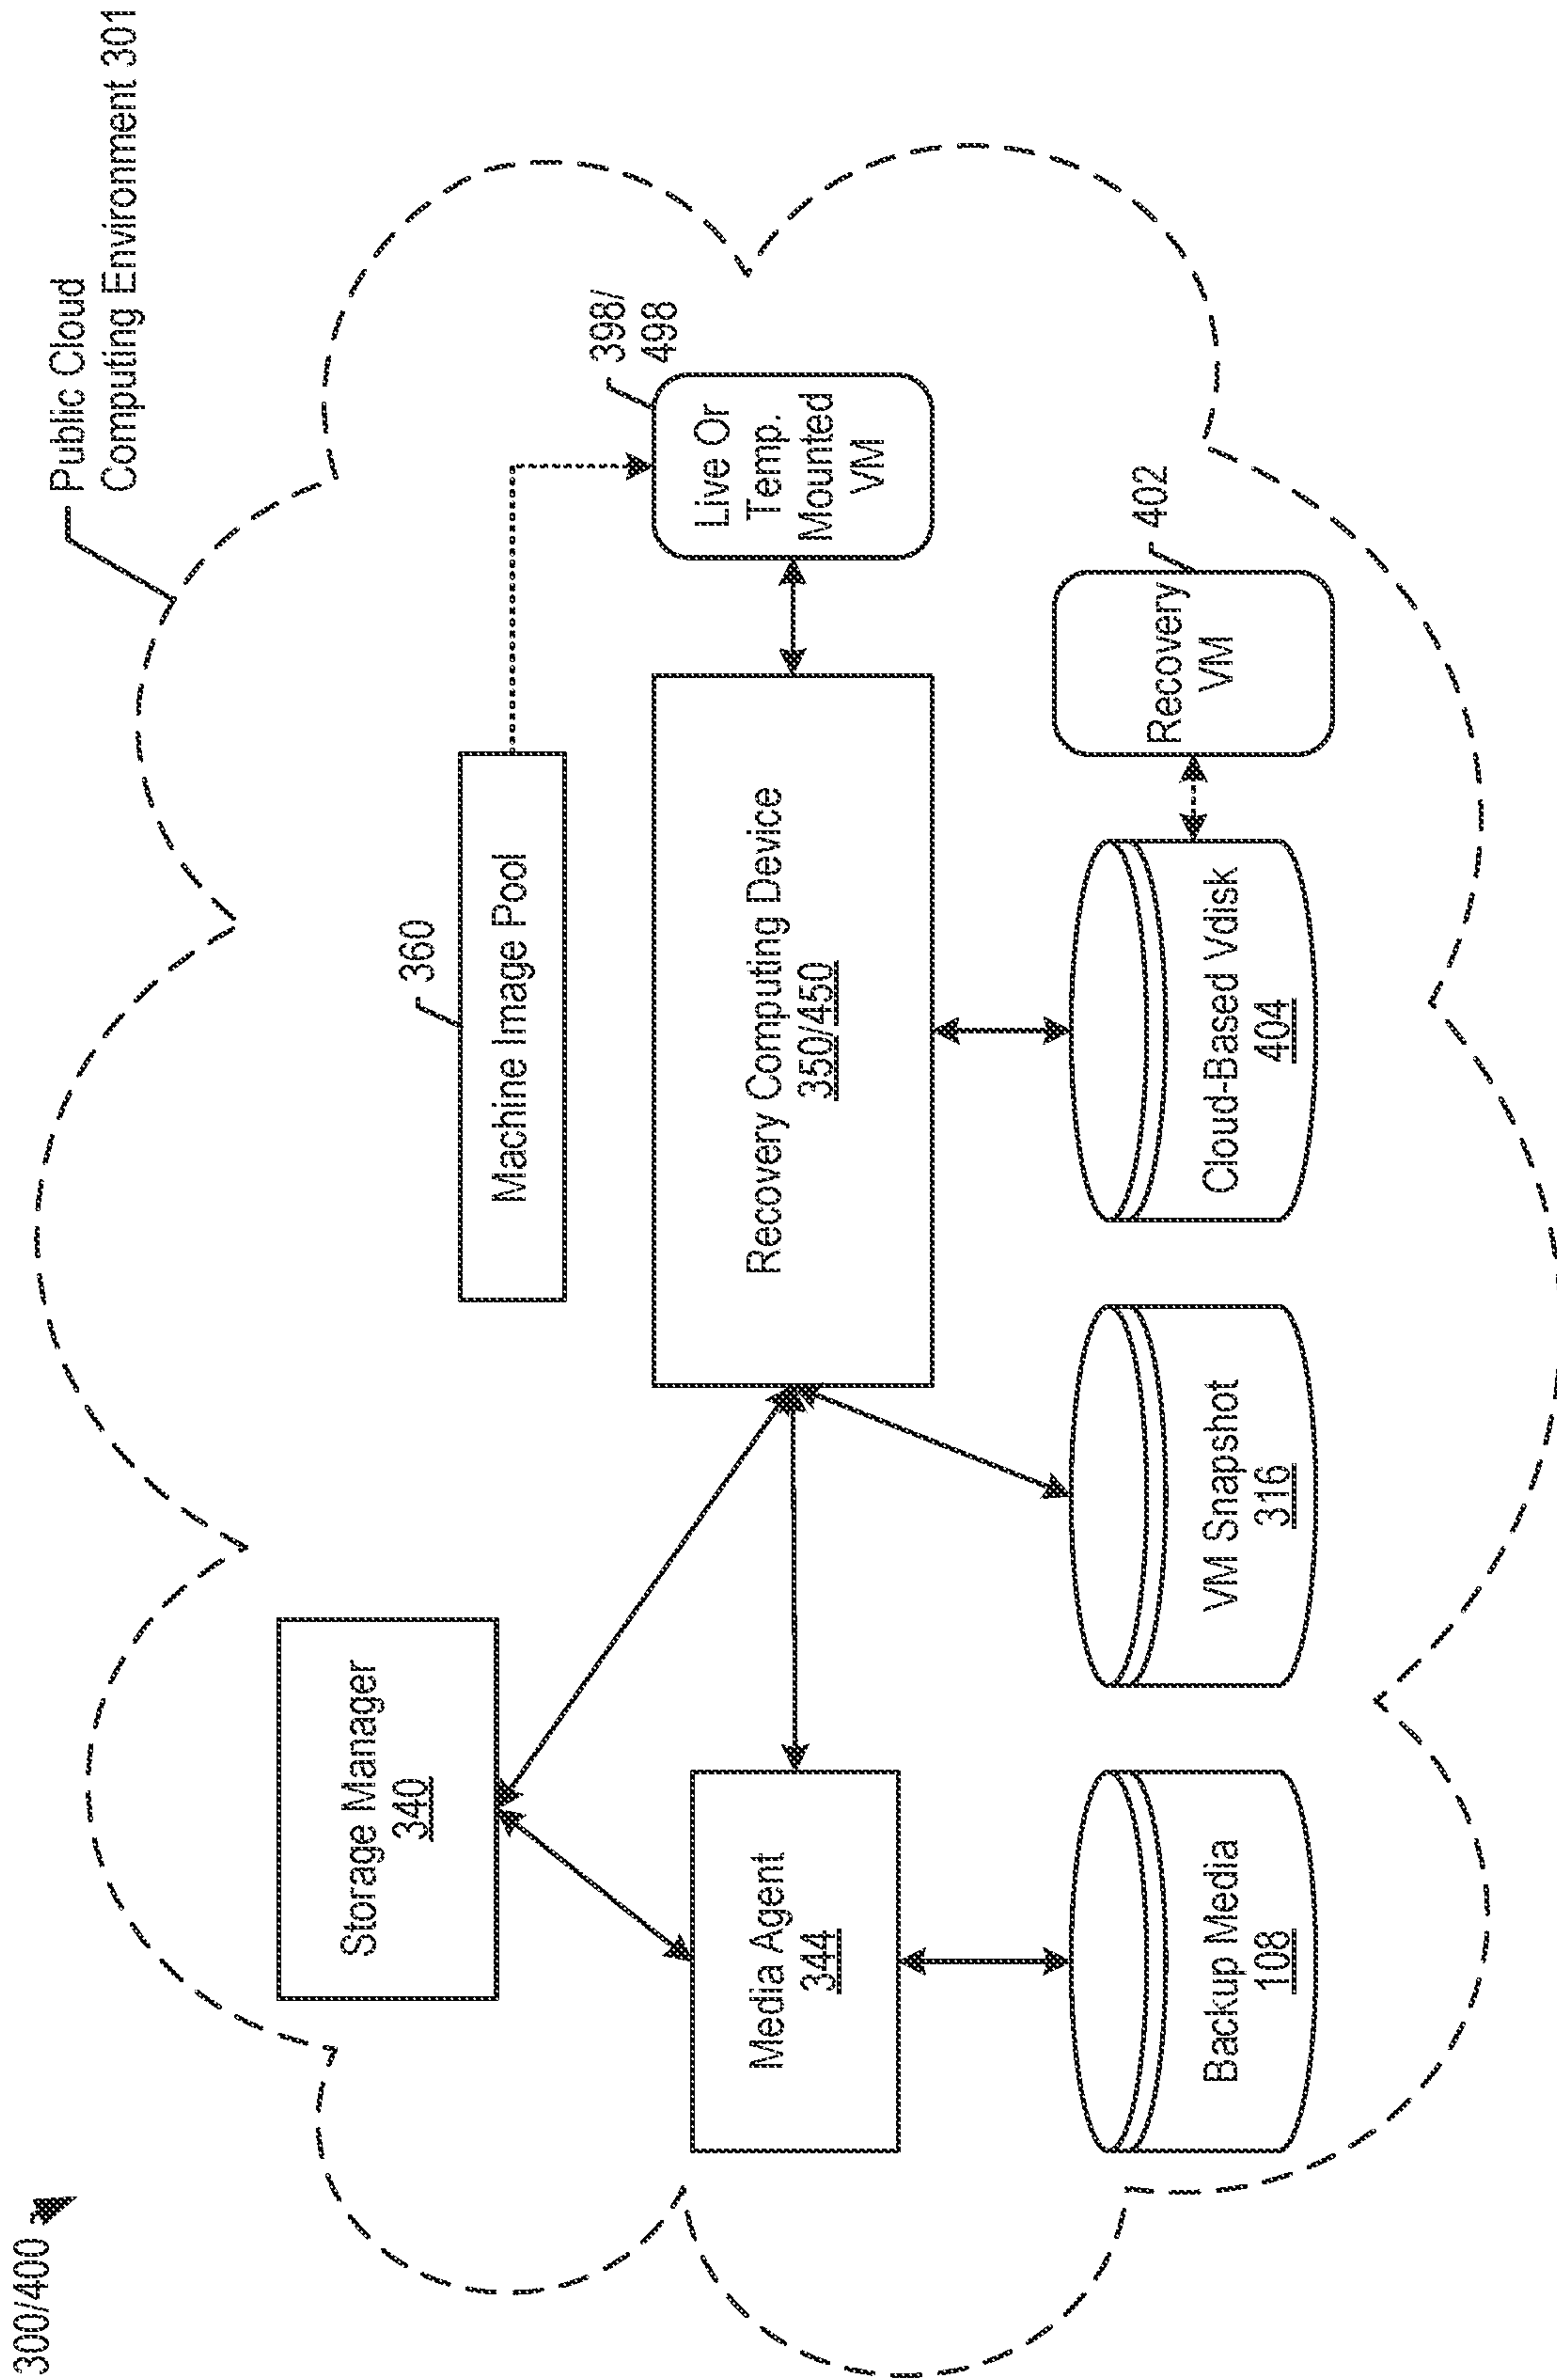 300/400
Public Cloud
Computing Environment 301
Storage Manager
340
360
Machine Image Pool
398/
498
Live Or
Temp.
Mounted
VM
Media Agent
344
Recovery Computing Device
350/450
402
Recovery
VM
Backup Media
108
VM Snapshot
316
Cloud-Based Vdisk
404